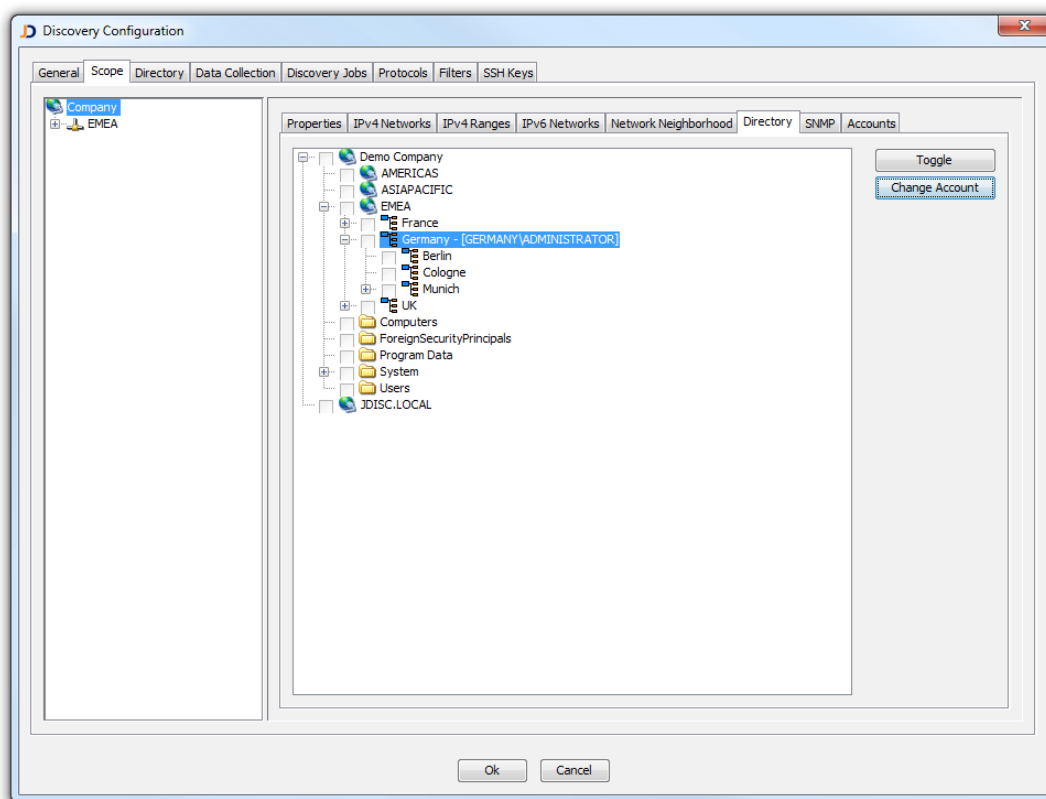 Discovery Configuration
General Scope Directory Data Collection Discovery Jobs Protocols Filters SSH Keys
Company
EMEA
Properties IPv4 Networks IPv4 Ranges IPv6 Networks Network Neighborhood Directory SNMP Accounts
Demo Company
AMERICAS
ASIAPACIFIC
EMEA
France
Germany - [GERMANY\ADMINISTRATOR]
Berlin
Cologne
Munich
UK
Computers
ForeignSecurityPrincipals
Program Data
System
Users
JDISC.LOCAL
Toggle
Change Account
Ok Cancel